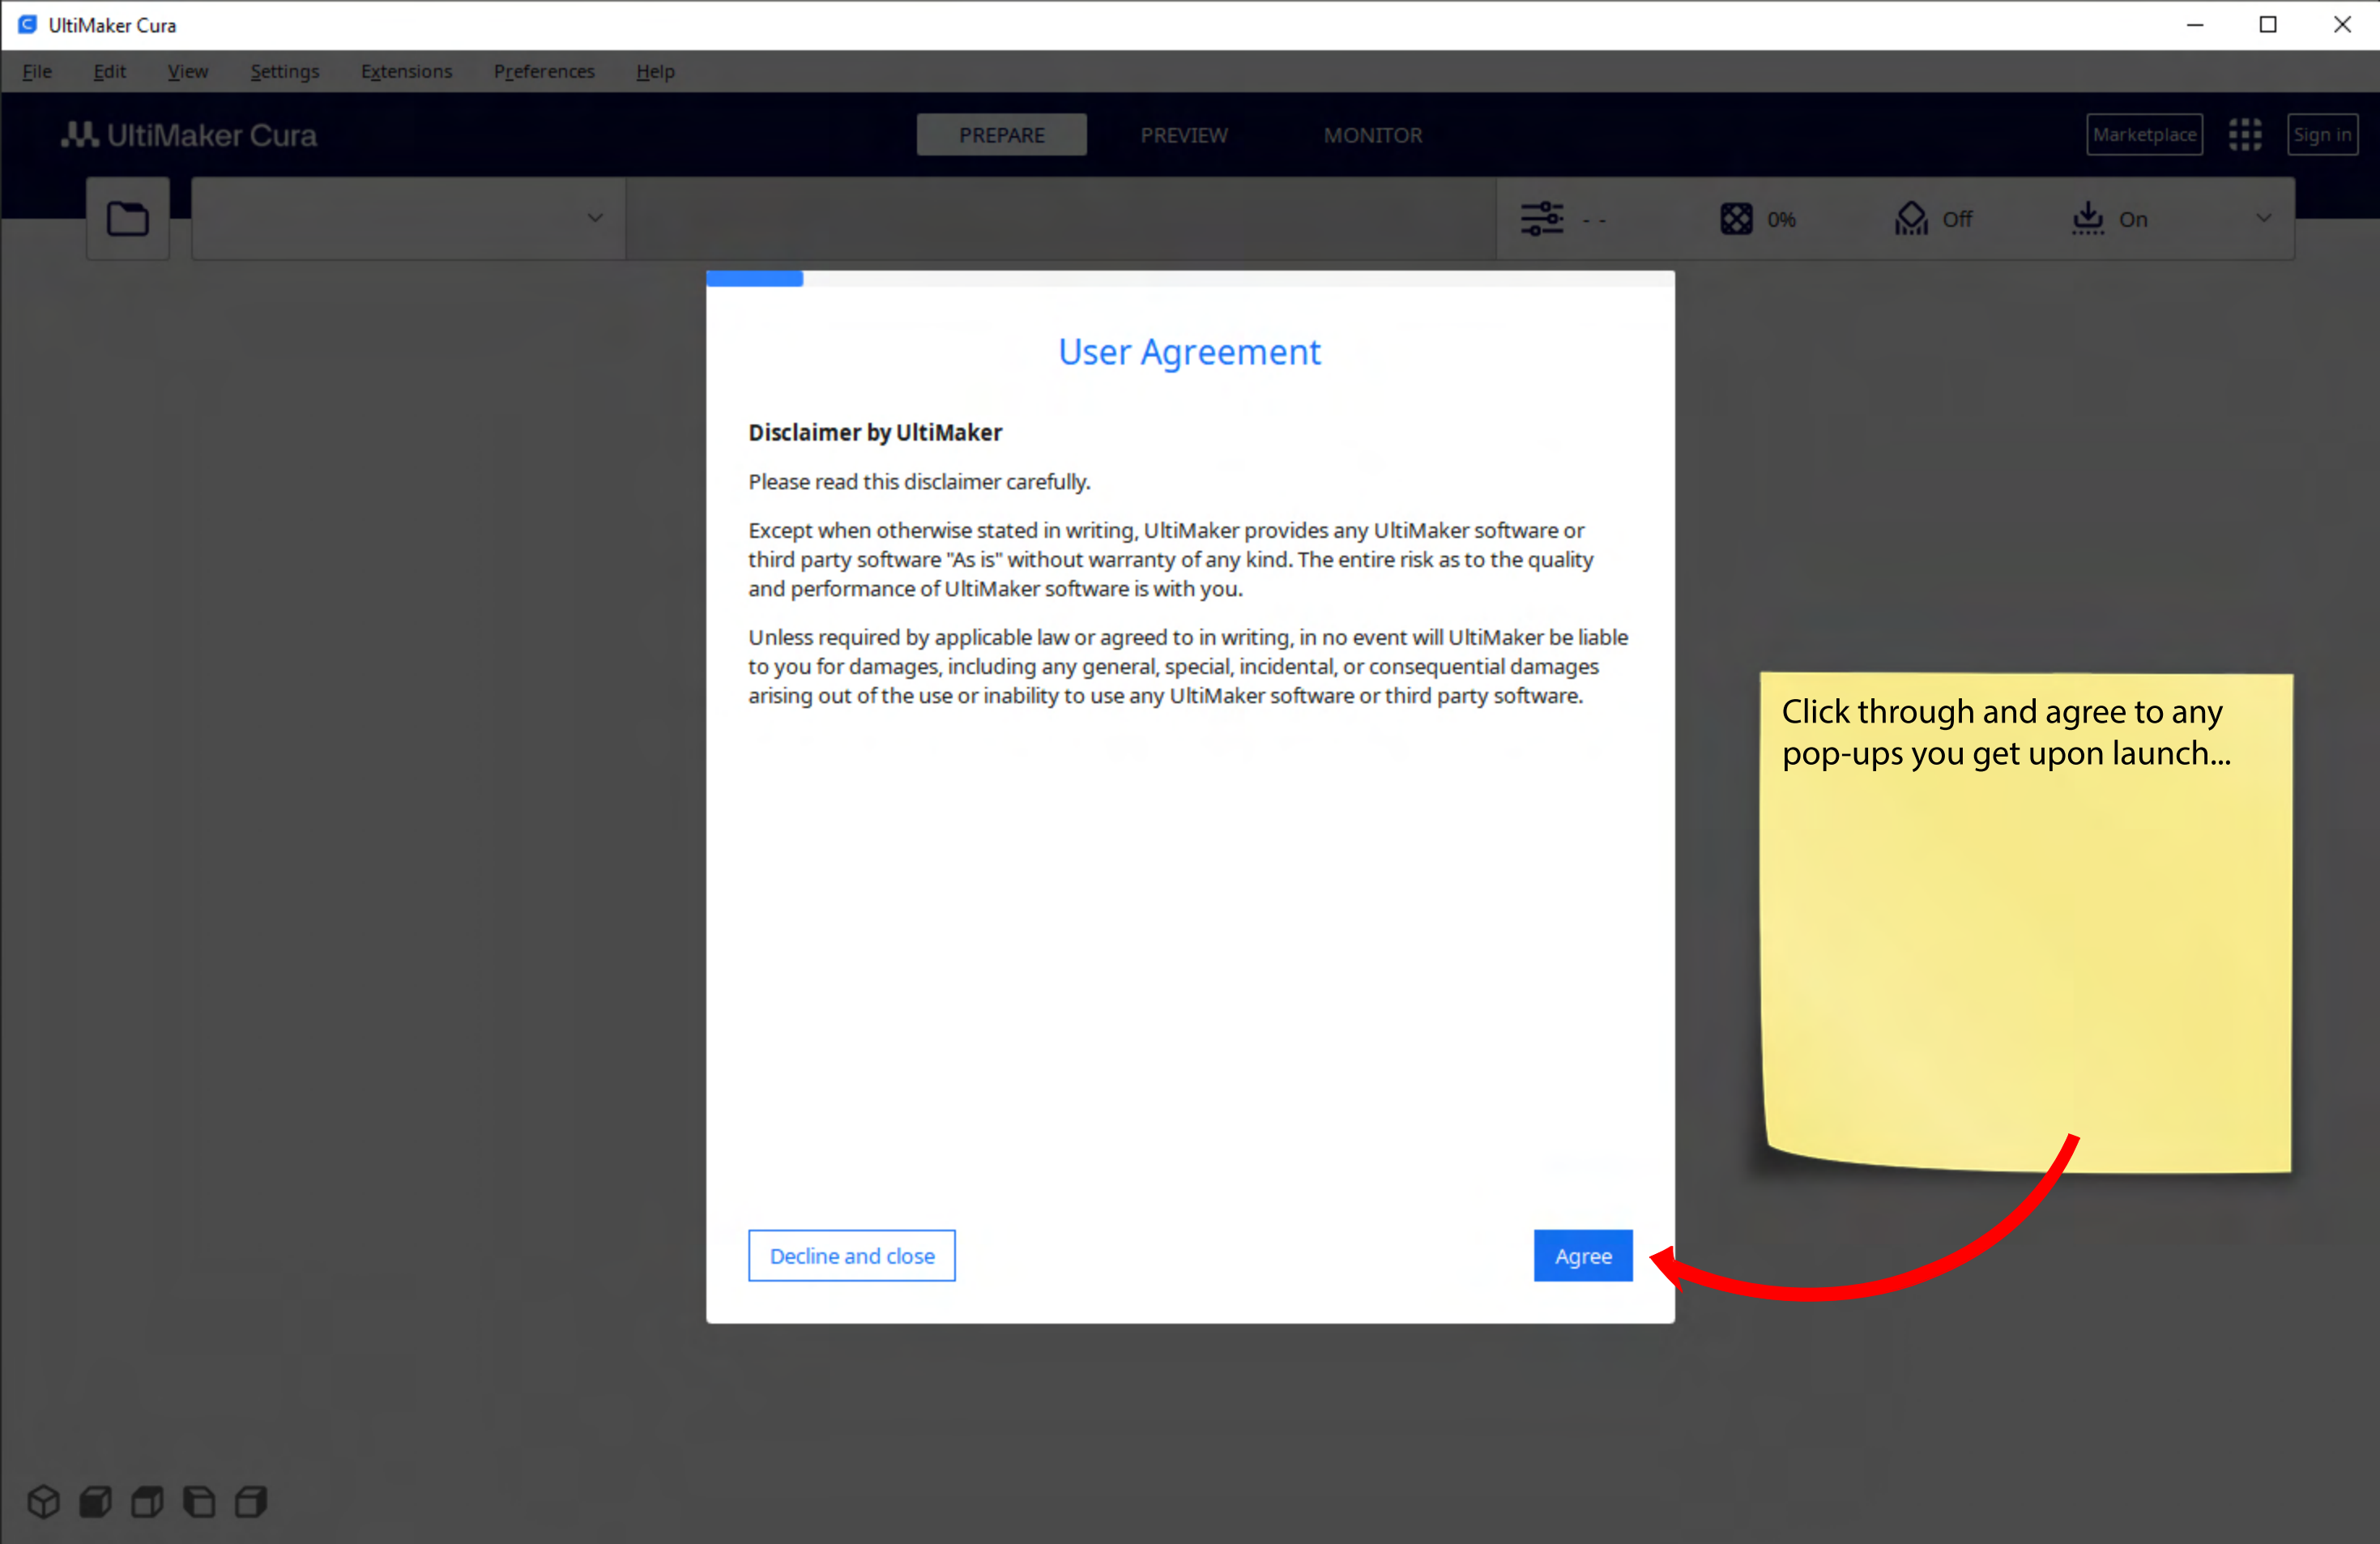 UltiMaker Cura
File Edit View Settings Extensions Preferences Help
UltiMaker Cura PREPARE PREVIEW MONITOR Marketplace Sign in
- - 0% Off On
User Agreement
Disclaimer by UltiMaker
Please read this disclaimer carefully.
Except when otherwise stated in writing, UltiMaker provides any UltiMaker software or
third party software "As is" without warranty of any kind. The entire risk as to the quality
and performance of UltiMaker software is with you.
Unless required by applicable law or agreed to in writing, in no event will UltiMaker be liable
to you for damages, including any general, special, incidental, or consequential damages
arising out of the use or inability to use any UltiMaker software or third party software.
Click through and agree to any
pop-ups you get upon launch...
Decline and close Agree